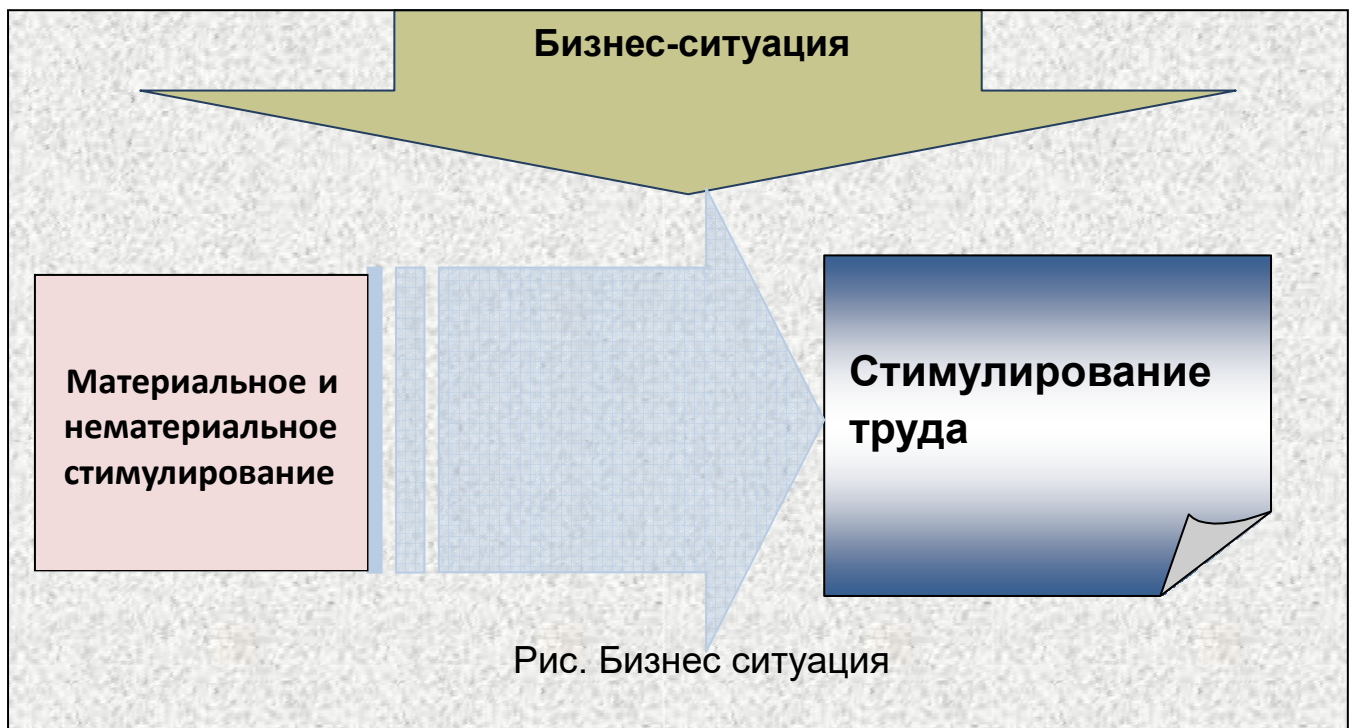 Бизнес-ситуация
Материальное и
нематериальное
стимулирование
Стимулирование
труда
Рис. Бизнес ситуация